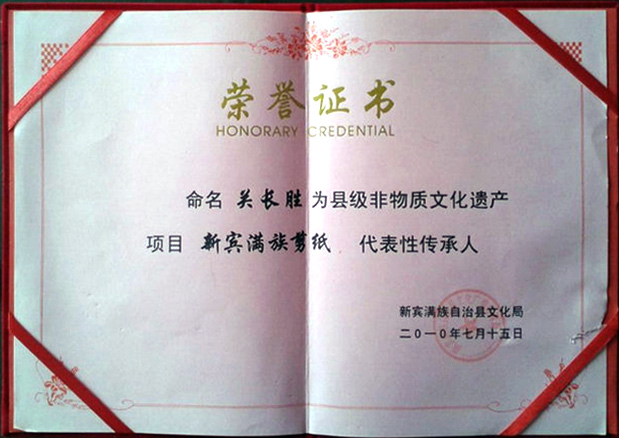 荣誉证书
HONORARY CREDENTIAL
命名 关长胜 为县级非物质文化遗产
项目 新宾满族剪纸 代表性传承人
新宾满族自治县文化局
二〇一〇年七月十五日